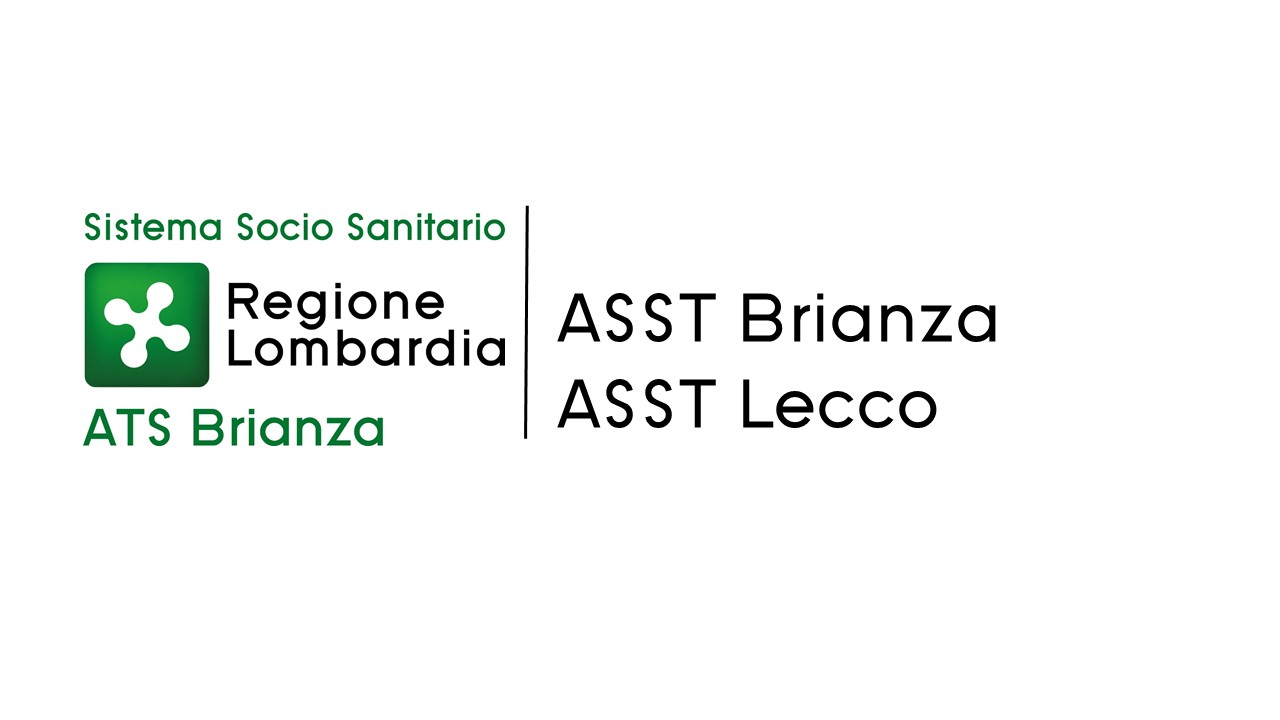 Sistema Socio Sanitario
Regione
Lombardia
ATS Brianza
ASST Brianza
ASST Lecco